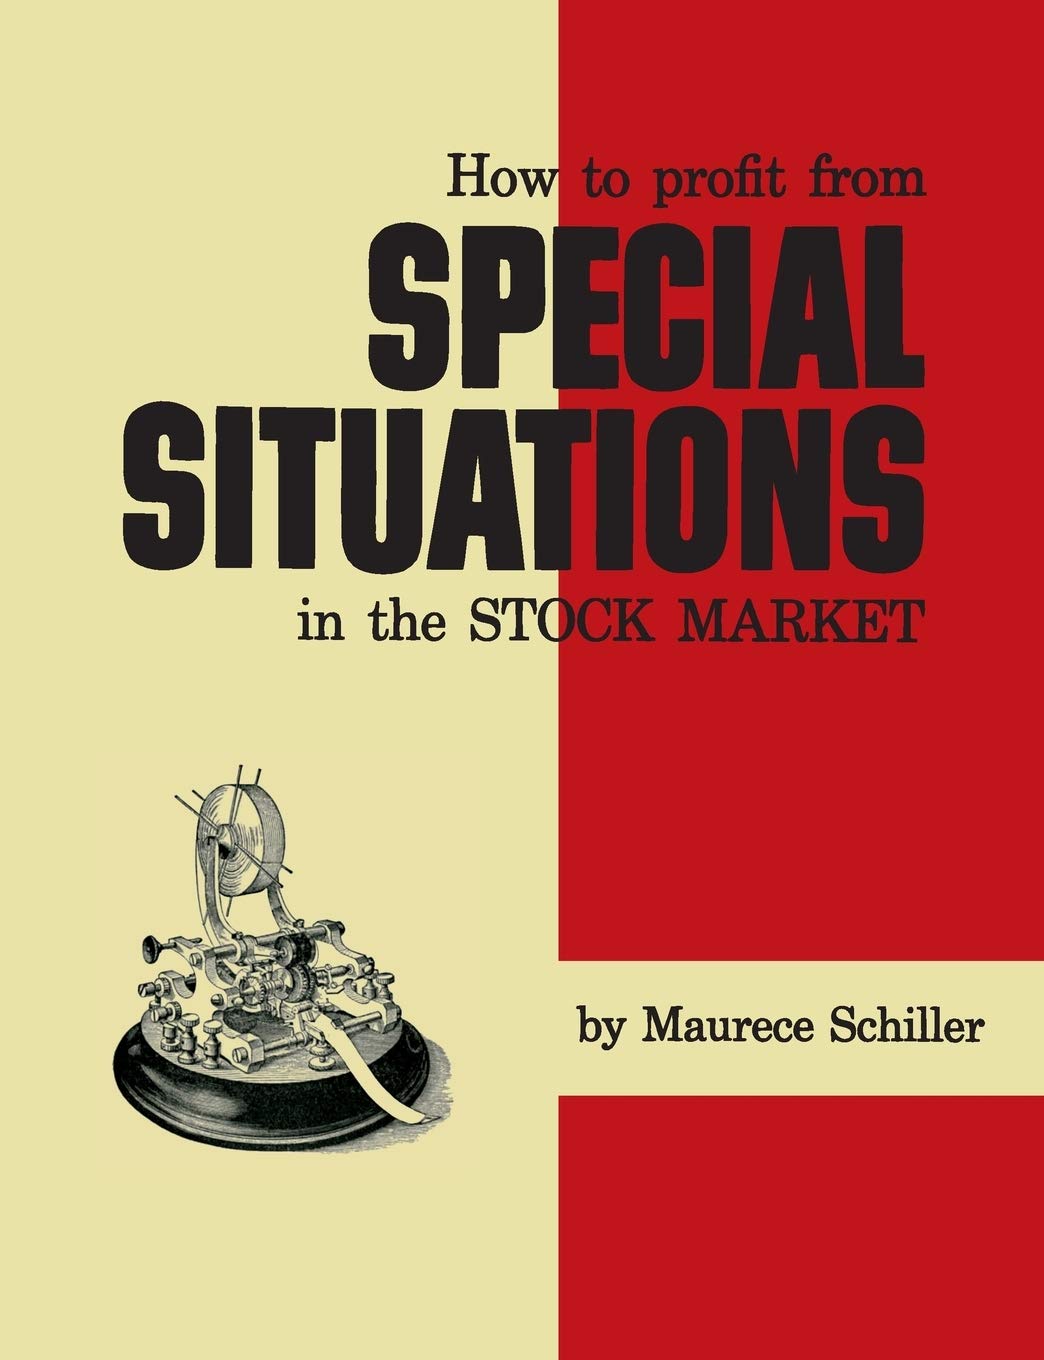 How to profit from
SPECIAL
SITUATIONS
in the STOCK MARKET
by Maurece Schiller